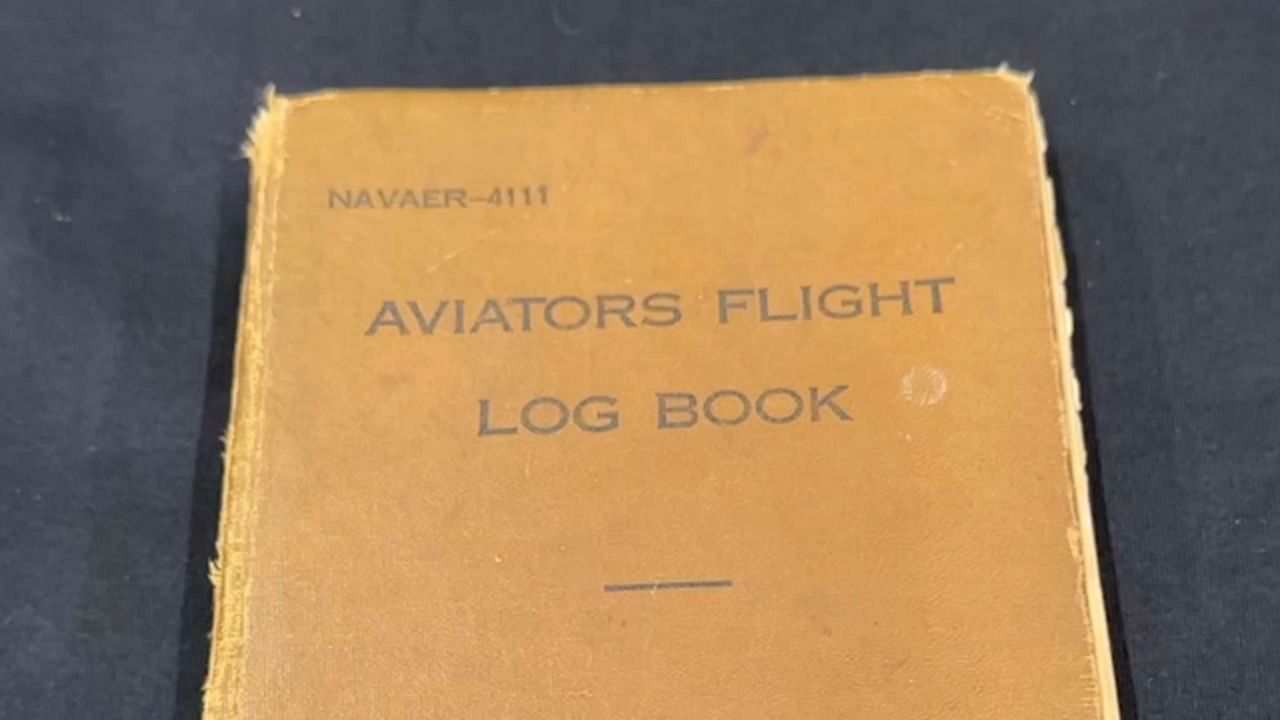 NAVAER-4111
AVIATORS FLIGHT
LOG BOOK